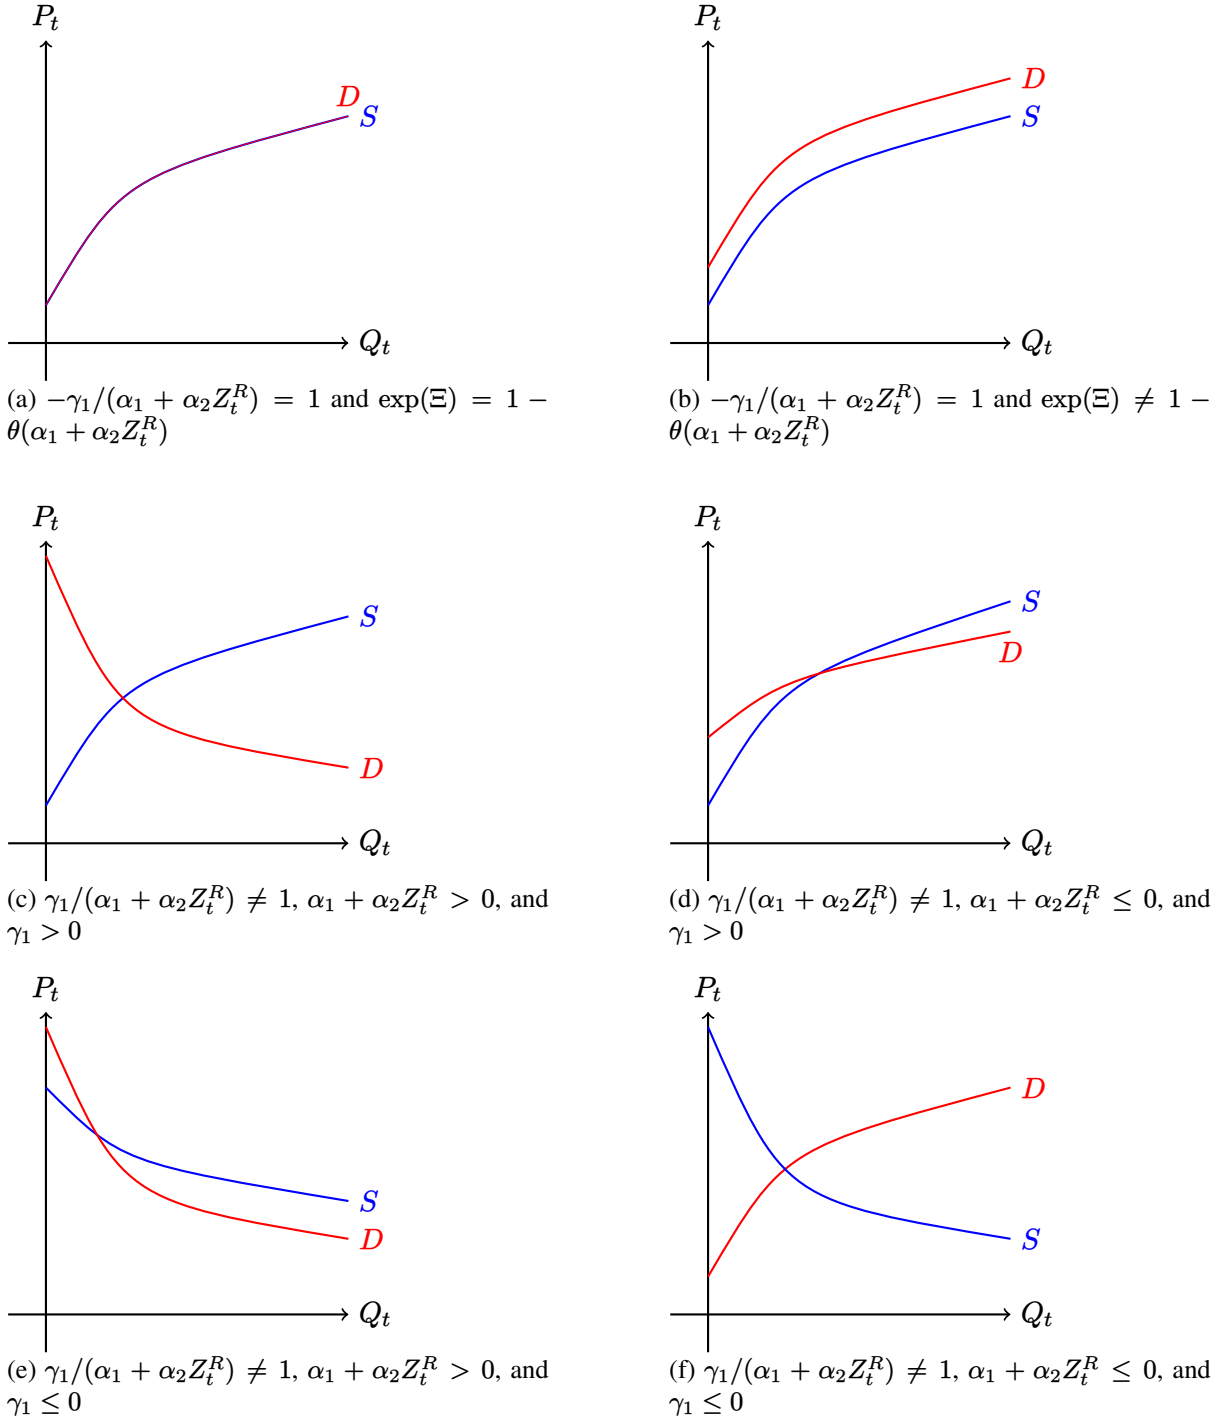 P_t
D
S
Q_t
(a) −γ_1/(α_1 + α_2Z_t^R) = 1 and exp(Ξ) = 1 −
θ(α_1 + α_2Z_t^R)
P_t
D
S
Q_t
(b) −γ_1/(α_1 + α_2Z_t^R) = 1 and exp(Ξ) ≠ 1 −
θ(α_1 + α_2Z_t^R)
P_t
S
D
Q_t
(c) γ_1/(α_1 + α_2Z_t^R) ≠ 1, α_1 + α_2Z_t^R > 0, and
γ_1 > 0
P_t
S
D
Q_t
(d) γ_1/(α_1 + α_2Z_t^R) ≠ 1, α_1 + α_2Z_t^R ≤ 0, and
γ_1 > 0
P_t
S
D
Q_t
(e) γ_1/(α_1 + α_2Z_t^R) ≠ 1, α_1 + α_2Z_t^R > 0, and
γ_1 ≤ 0
P_t
D
S
Q_t
(f) γ_1/(α_1 + α_2Z_t^R) ≠ 1, α_1 + α_2Z_t^R ≤ 0, and
γ_1 ≤ 0